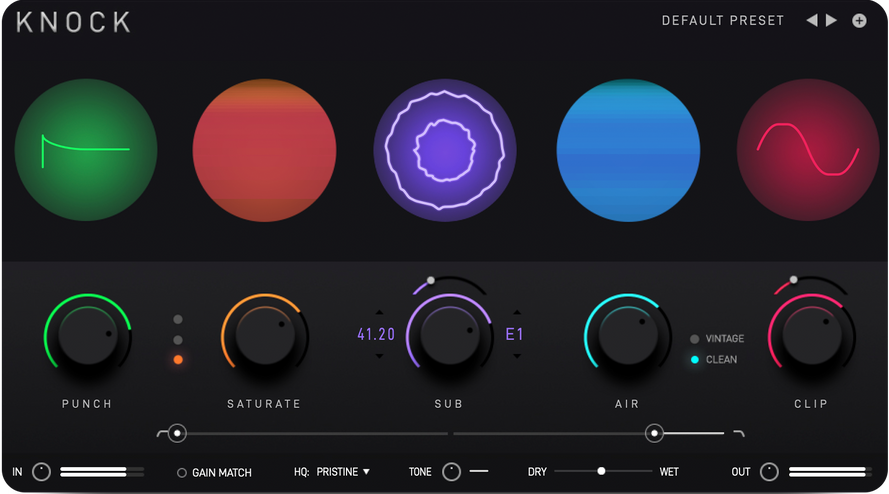 KNOCK
DEFAULT PRESET
41.20
E1
VINTAGE
CLEAN
PUNCH
SATURATE
SUB
AIR
CLIP
IN
GAIN MATCH
HQ: PRISTINE
TONE
DRY
WET
OUT